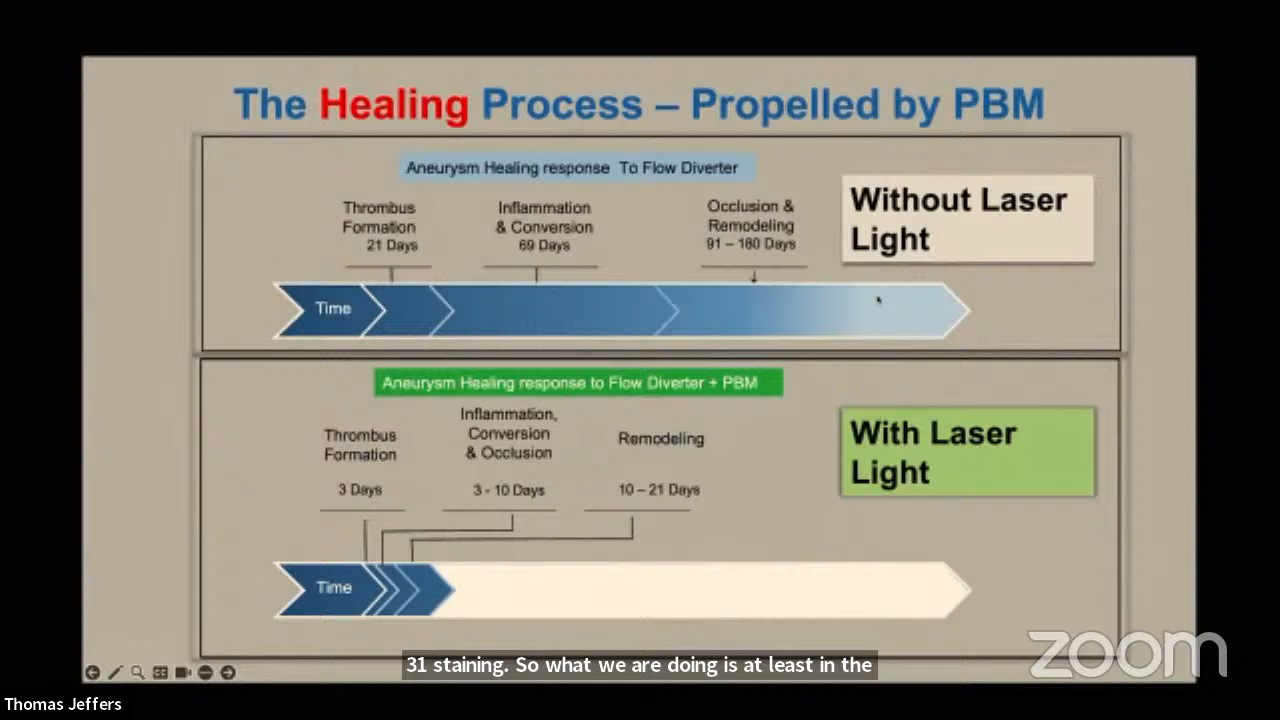 The Healing Process – Propelled by PBM
Aneurysm Healing response To Flow Diverter
Thrombus
Formation
21 Days
Inflammation
& Conversion
69 Days
Occlusion &
Remodeling
91 – 180 Days
Without Laser
Light
Time
Aneurysm Healing response to Flow Diverter + PBM
Thrombus
Formation
3 Days
Inflammation,
Conversion
& Occlusion
3 - 10 Days
Remodeling
10 – 21 Days
With Laser
Light
Time
31 staining. So what we are doing is at least in the
zoom
Thomas Jeffers